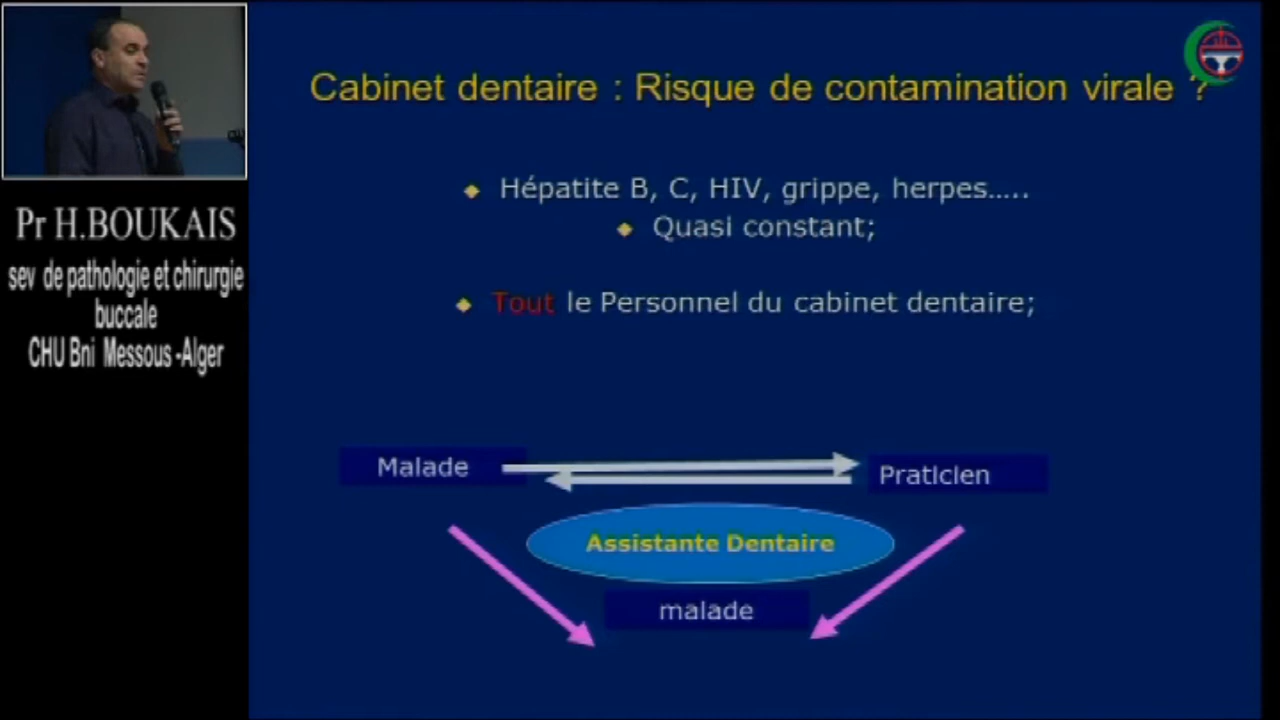 Cabinet dentaire : Risque de contamination virale ?
Hépatite B, C, HIV, grippe, herpes.....
Quasi constant;
Tout le Personnel du cabinet dentaire;
Pr H.BOUKAIS
sev de pathologie et chirurgie
buccale
CHU Bni Messous -Alger
Malade
Praticien
Assistante Dentaire
malade